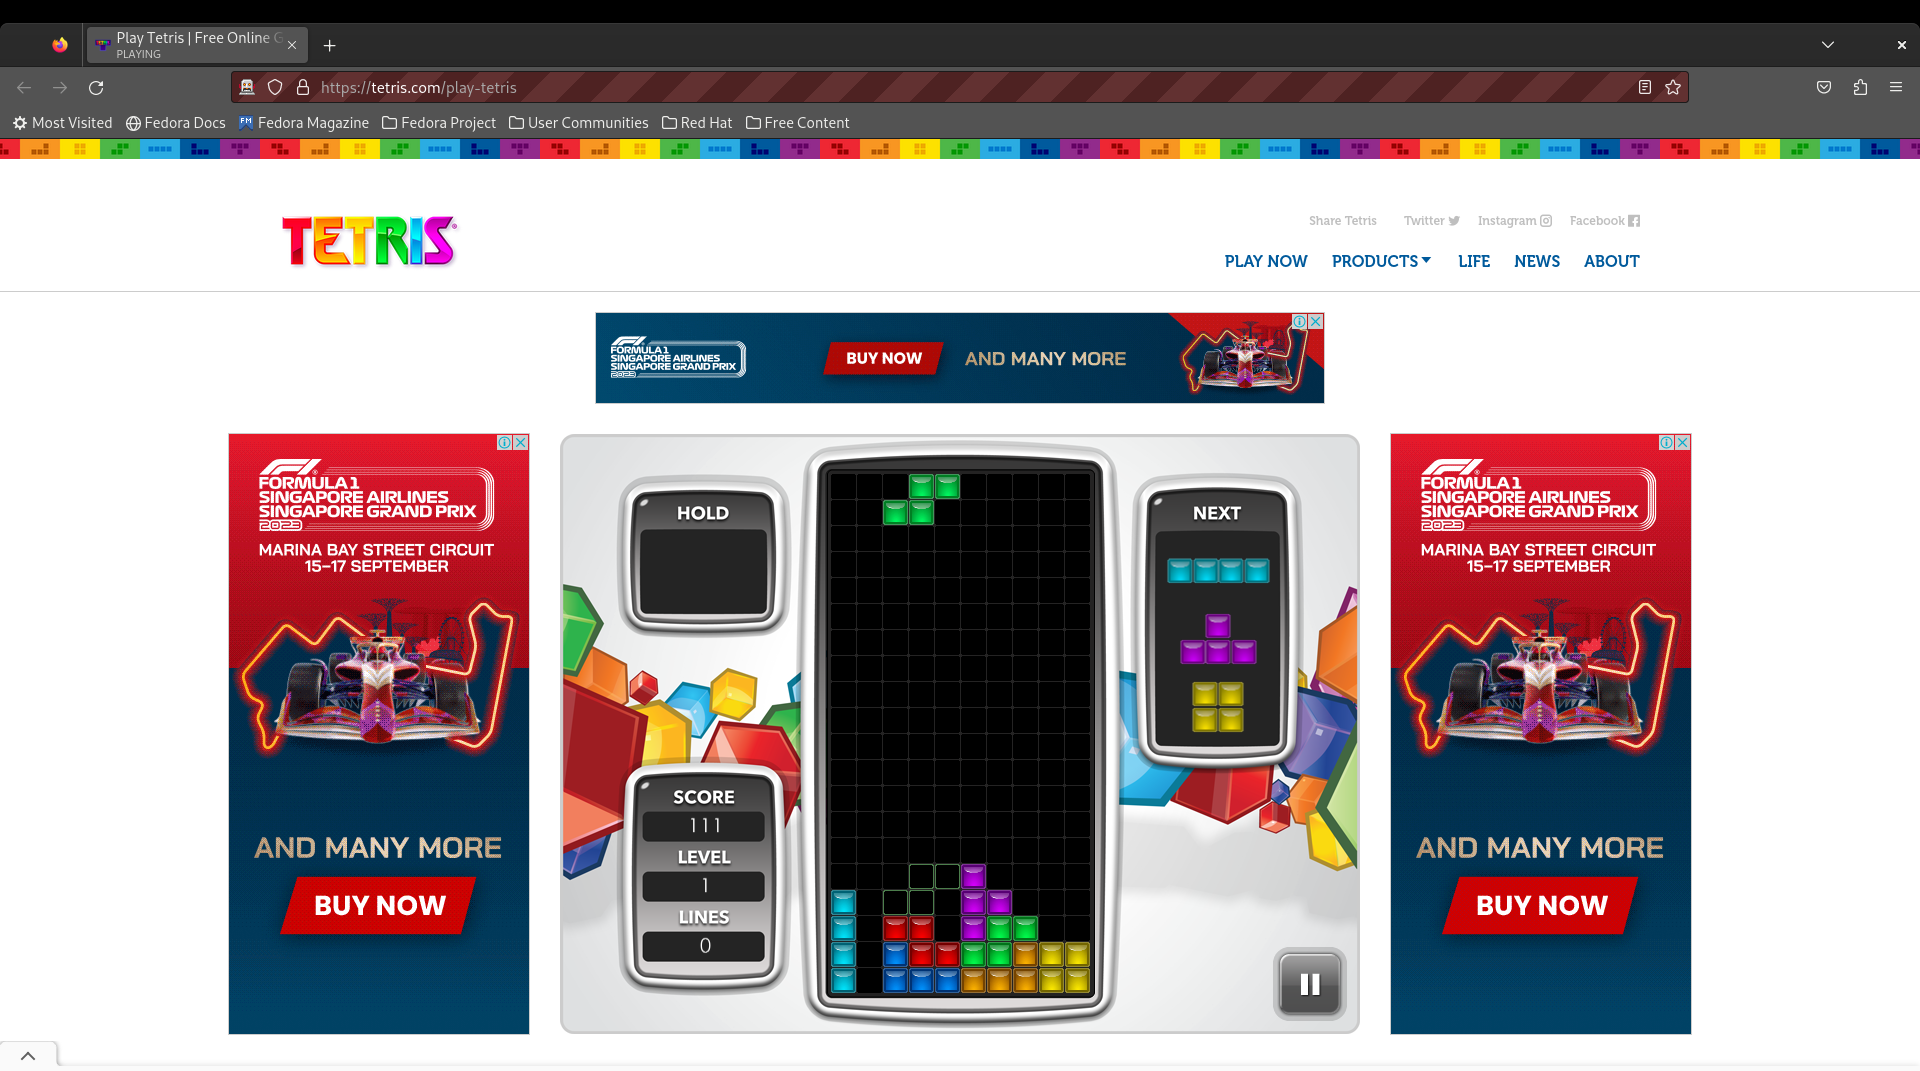 Play Tetris | Free Online G
PLAYING
https://tetris.com/play-tetris
Most Visited
Fedora Docs
Fedora Magazine
Fedora Project
User Communities
Red Hat
Free Content
TETRIS
Share Tetris
Twitter
Instagram
Facebook
PLAY NOW
PRODUCTS
LIFE
NEWS
ABOUT
FORMULA 1
SINGAPORE AIRLINES
SINGAPORE GRAND PRIX
2023
BUY NOW
AND MANY MORE
FORMULA 1
SINGAPORE AIRLINES
SINGAPORE GRAND PRIX
2023
MARINA BAY STREET CIRCUIT
15–17 SEPTEMBER
AND MANY MORE
BUY NOW
HOLD
SCORE
111
LEVEL
1
LINES
0
NEXT
FORMULA 1
SINGAPORE AIRLINES
SINGAPORE GRAND PRIX
2023
MARINA BAY STREET CIRCUIT
15–17 SEPTEMBER
AND MANY MORE
BUY NOW